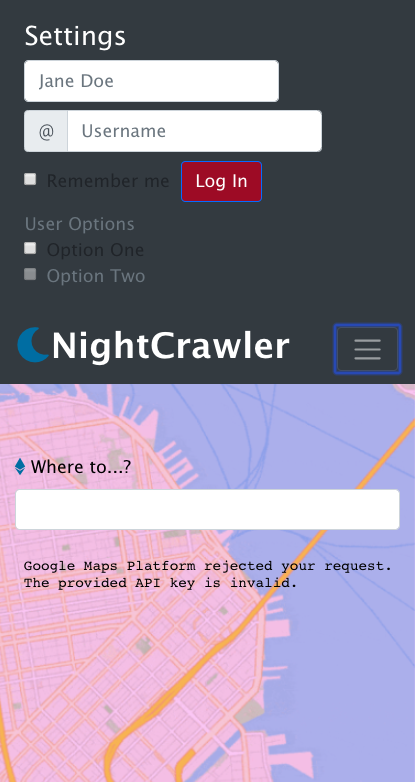 Settings
Jane Doe
@ Username
Remember me Log In
User Options
Option One
Option Two
NightCrawler
Where to...?
Google Maps Platform rejected your request.
The provided API key is invalid.